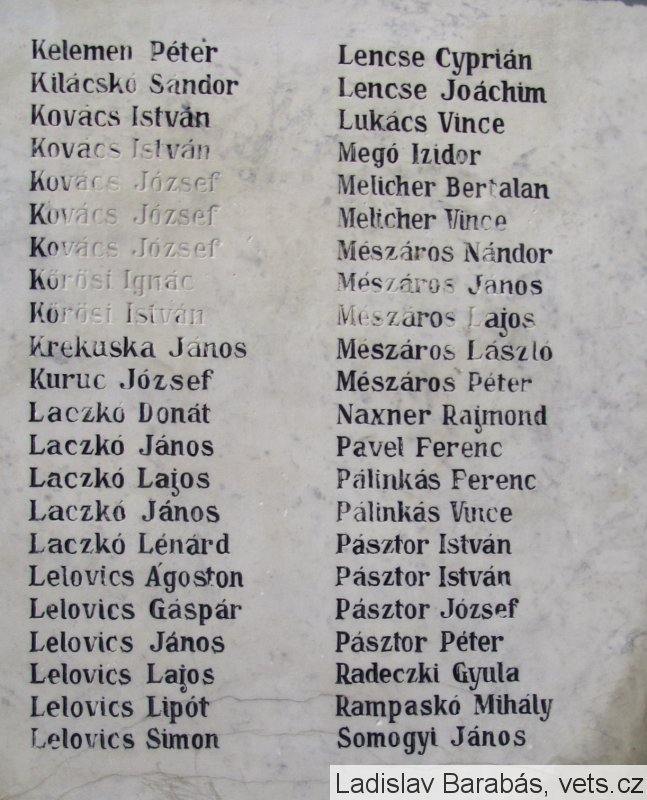 Kelemen Péter
Kilácskó Sándor
Kovács István
Kovács István
Kovács József
Kovács József
Kovács József
Kőrösi Ignác
Kőrösi István
Krekuska János
Kuruc József
Laczkó Donát
Laczkó János
Laczkó Lajos
Laczkó János
Laczkó Lénárd
Lelovics Ágoston
Lelovics Gáspár
Lelovics János
Lelovics Lajos
Lelovics Lipót
Lelovics Simon
Lencse Cyprián
Lencse Joáchim
Lukács Vince
Megó Izidor
Melicher Bertalan
Melicher Vince
Mészáros Nándor
Mészáros János
Mészáros Lajos
Mészáros László
Mészáros Péter
Naxner Rajmond
Pavel Ferenc
Pálinkás Ferenc
Pálinkás Vince
Pásztor István
Pásztor István
Pásztor József
Pásztor Péter
Radeczki Gyula
Rampaskó Mihály
Somogyi János
Ladislav Barabás, vets.cz